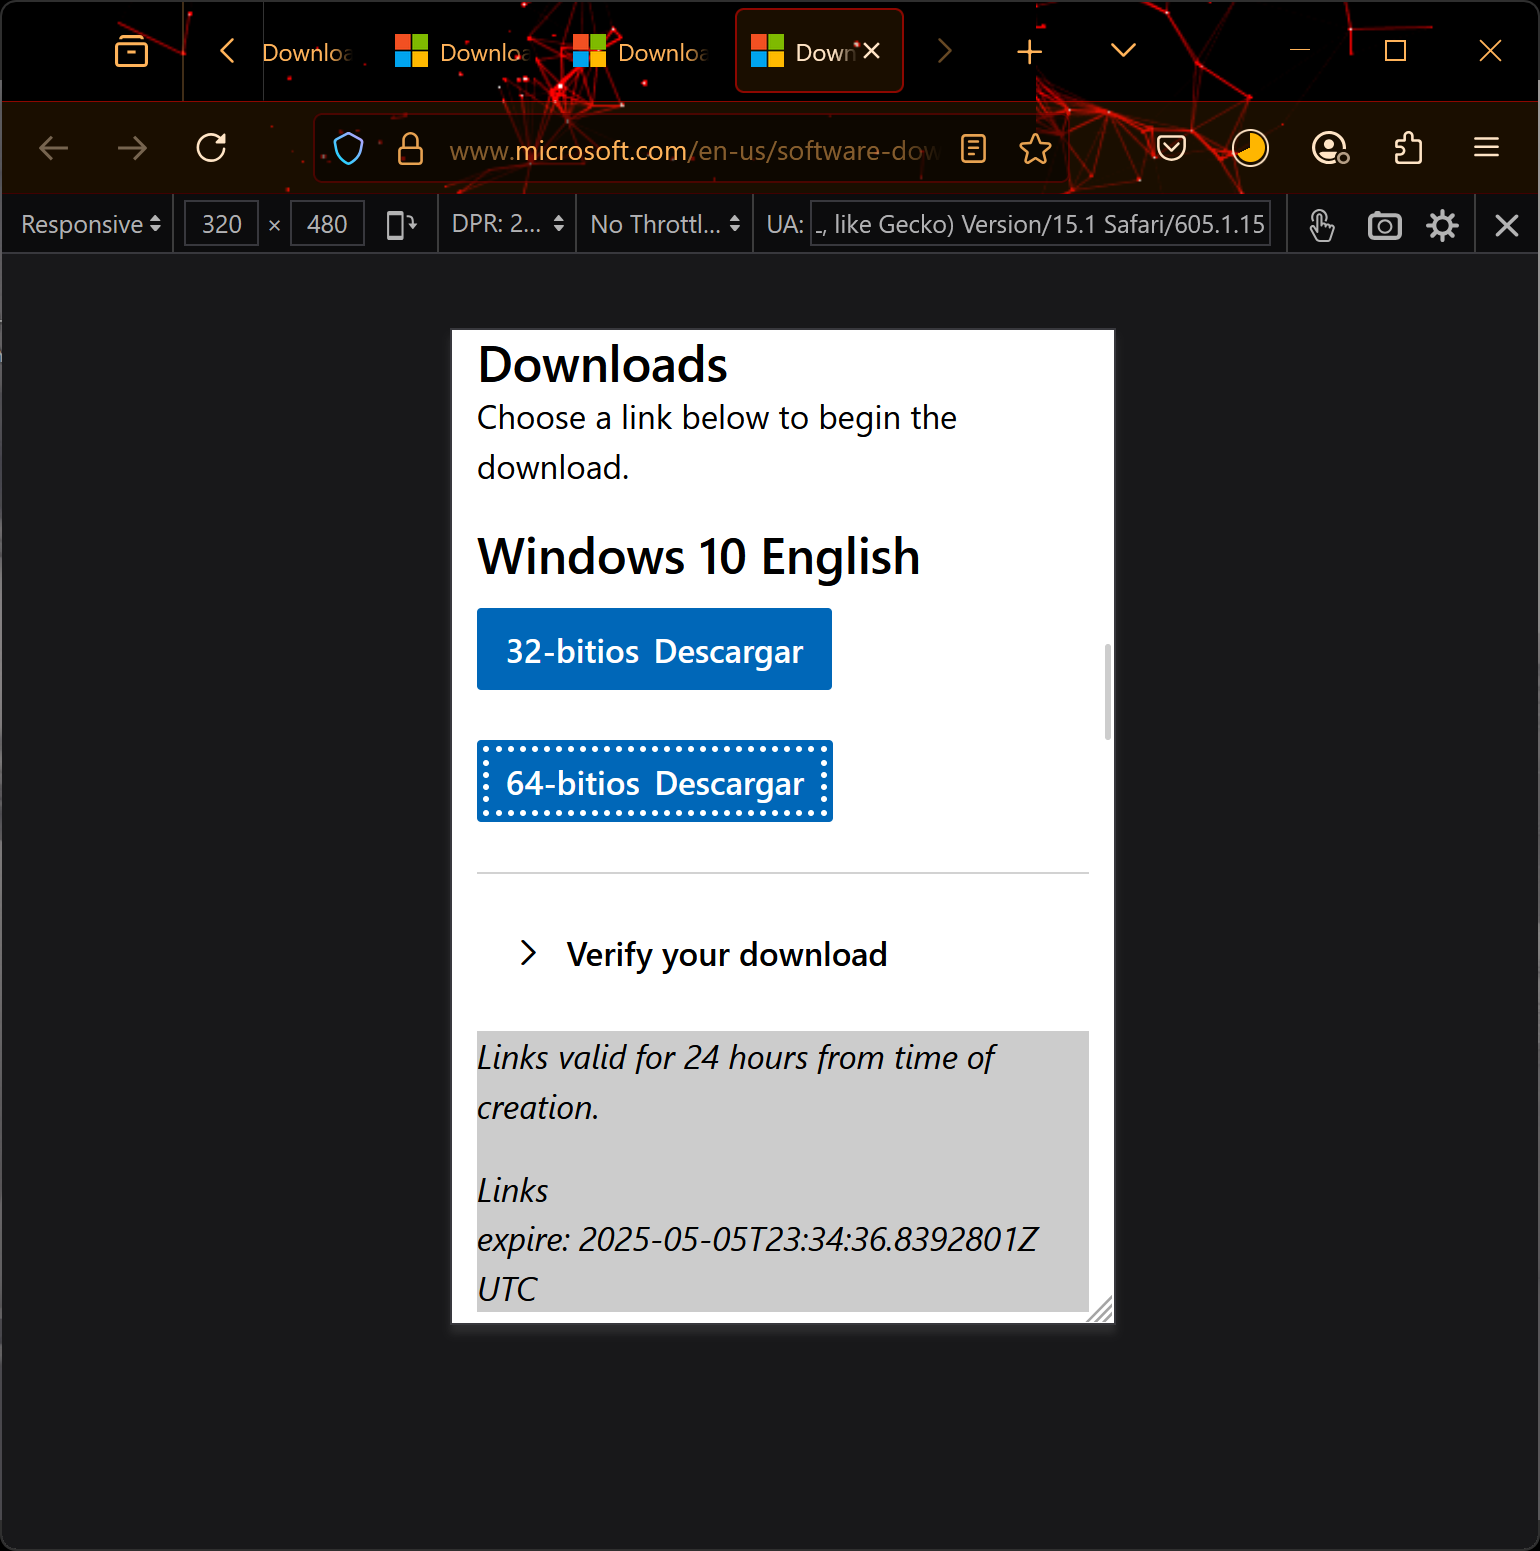 Downloa
Downloa
Downloa
Down
www.microsoft.com/en-us/software-dow
Responsive 320 × 480 DPR: 2... No Throttl... UA: , like Gecko) Version/15.1 Safari/605.1.15
Downloads
Choose a link below to begin the
download.
Windows 10 English
32-bitios Descargar
64-bitios Descargar
Verify your download
Links valid for 24 hours from time of
creation.
Links
expire: 2025-05-05T23:34:36.8392801Z
UTC